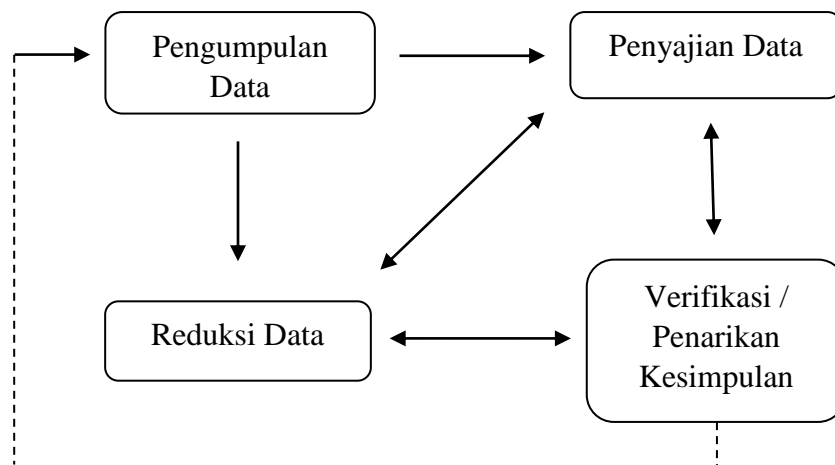 Pengumpulan
Data
Penyajian Data
Reduksi Data
Verifikasi /
Penarikan
Kesimpulan